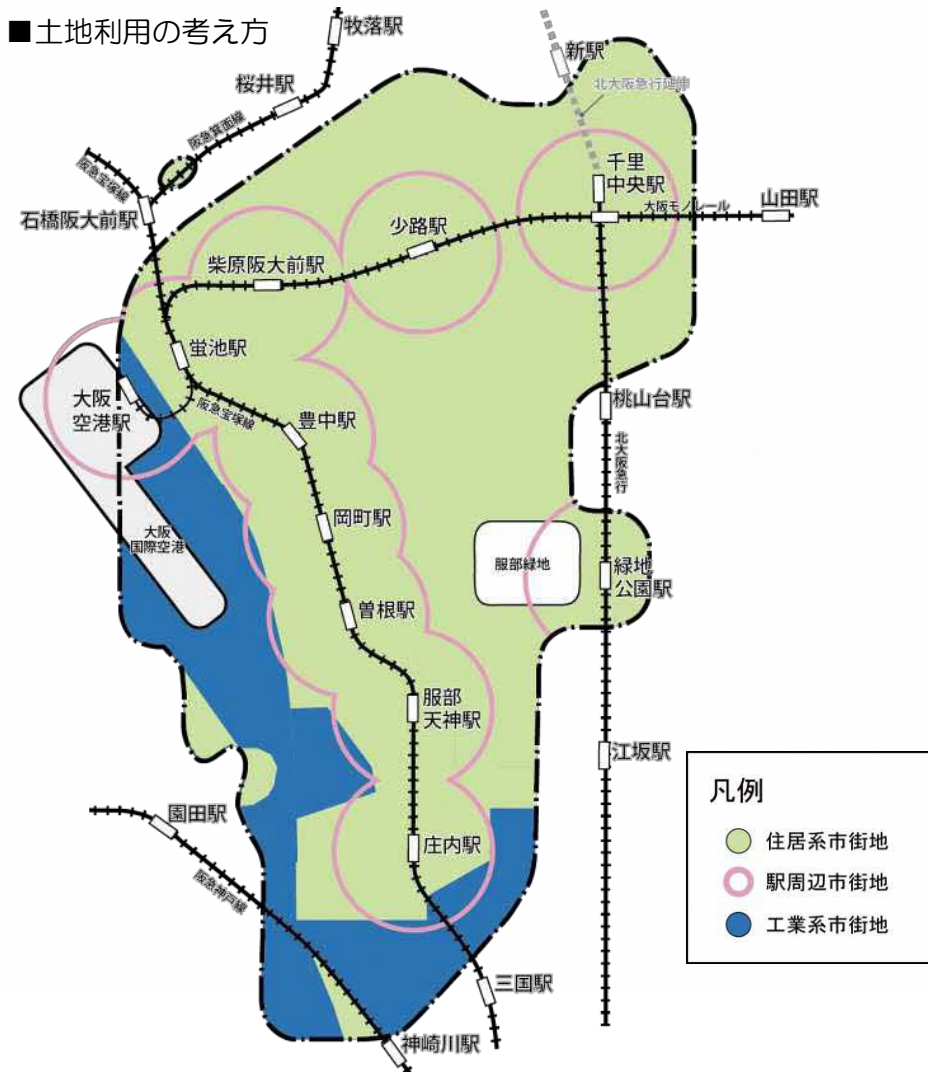 ■土地利用の考え方
牧落駅
新駅
桜井駅
北大阪急行延伸
阪急箕面線
阪急宝塚線
千里
中央駅
大阪モノレール
山田駅
石橋阪大前駅
少路駅
柴原阪大前駅
蛍池駅
大阪
空港駅
阪急宝塚線
豊中駅
桃山台駅
北大阪急行
岡町駅
大阪
国際空港
服部緑地
緑地
公園駅
曽根駅
服部
天神駅
江坂駅
園田駅
庄内駅
阪急神戸線
三国駅
神崎川駅
凡例
住居系市街地
駅周辺市街地
工業系市街地